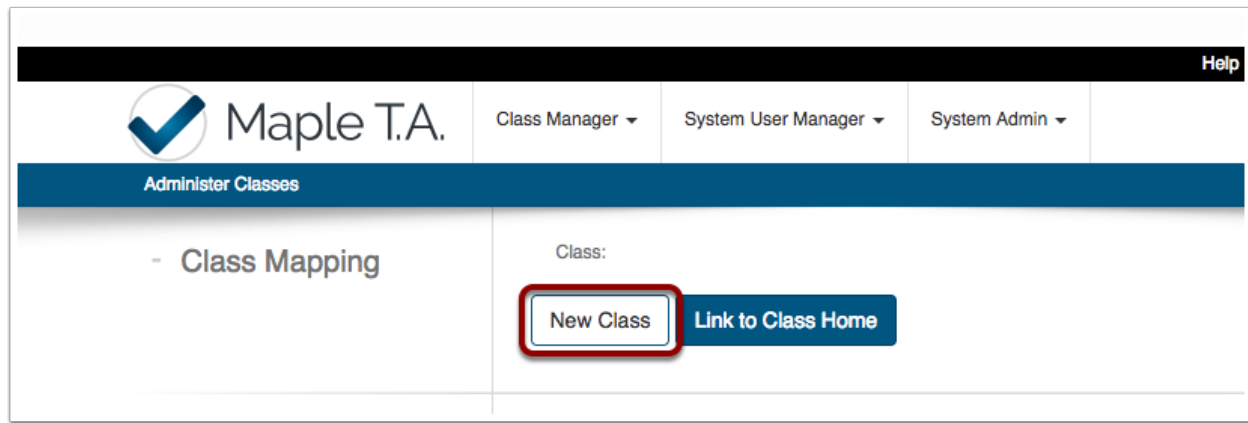 Help
Maple T.A.
Class Manager
System User Manager
System Admin
Administer Classes
- Class Mapping
Class:
New Class
Link to Class Home